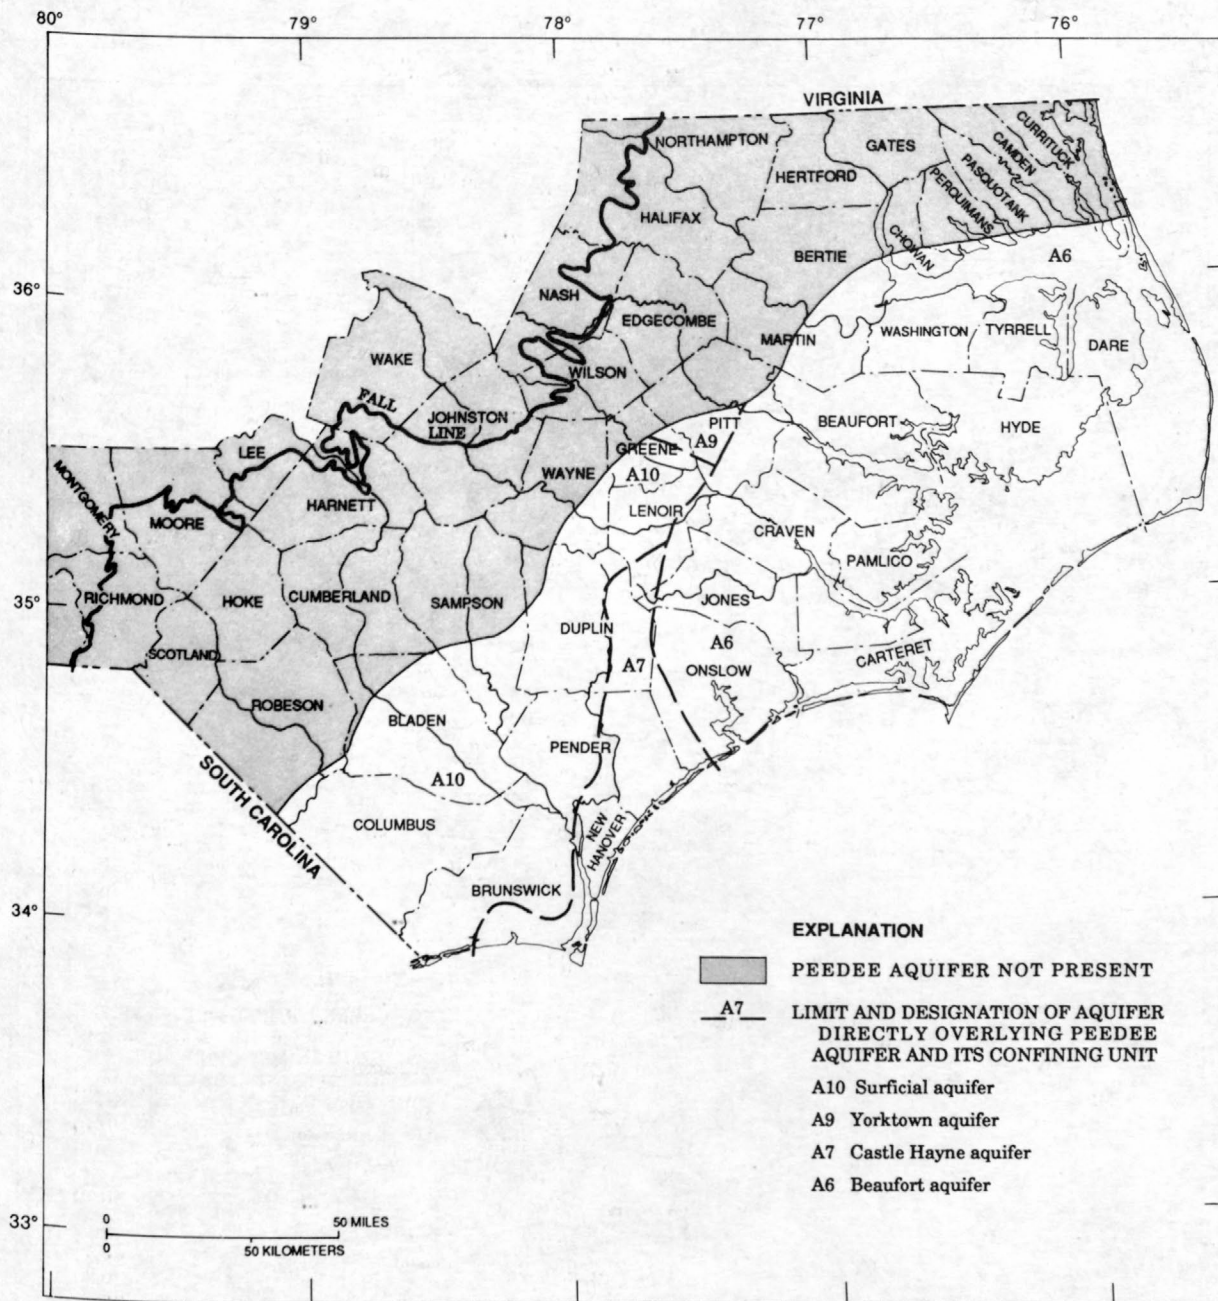 80°
79°
78°
77°
76°
VIRGINIA
NORTHAMPTON
GATES
CURRITUCK
CAMDEN
PASQUOTANK
PERQUIMANS
HERTFORD
HALIFAX
CHOWAN
BERTIE
A6
36°
NASH
EDGECOMBE
MARTIN
WASHINGTON
TYRRELL
DARE
WAKE
WILSON
FALL
LINE
JOHNSTON
PITT
BEAUFORT
HYDE
LEE
GREENE
A9
WAYNE
A10
MONTGOMERY
MOORE
HARNETT
LENOIR
CRAVEN
PAMLICO
35°
RICHMOND
HOKE
CUMBERLAND
SAMPSON
JONES
DUPLIN
A6
SCOTLAND
A7
ONSLOW
CARTERET
ROBESON
BLADEN
PENDER
SOUTH CAROLINA
A10
COLUMBUS
NEW
HANOVER
BRUNSWICK
34°
EXPLANATION
PEEDEE AQUIFER NOT PRESENT
A7 LIMIT AND DESIGNATION OF AQUIFER
DIRECTLY OVERLYING PEEDEE
AQUIFER AND ITS CONFINING UNIT
A10 Surficial aquifer
A9 Yorktown aquifer
A7 Castle Hayne aquifer
A6 Beaufort aquifer
33°
0 50 MILES
0 50 KILOMETERS